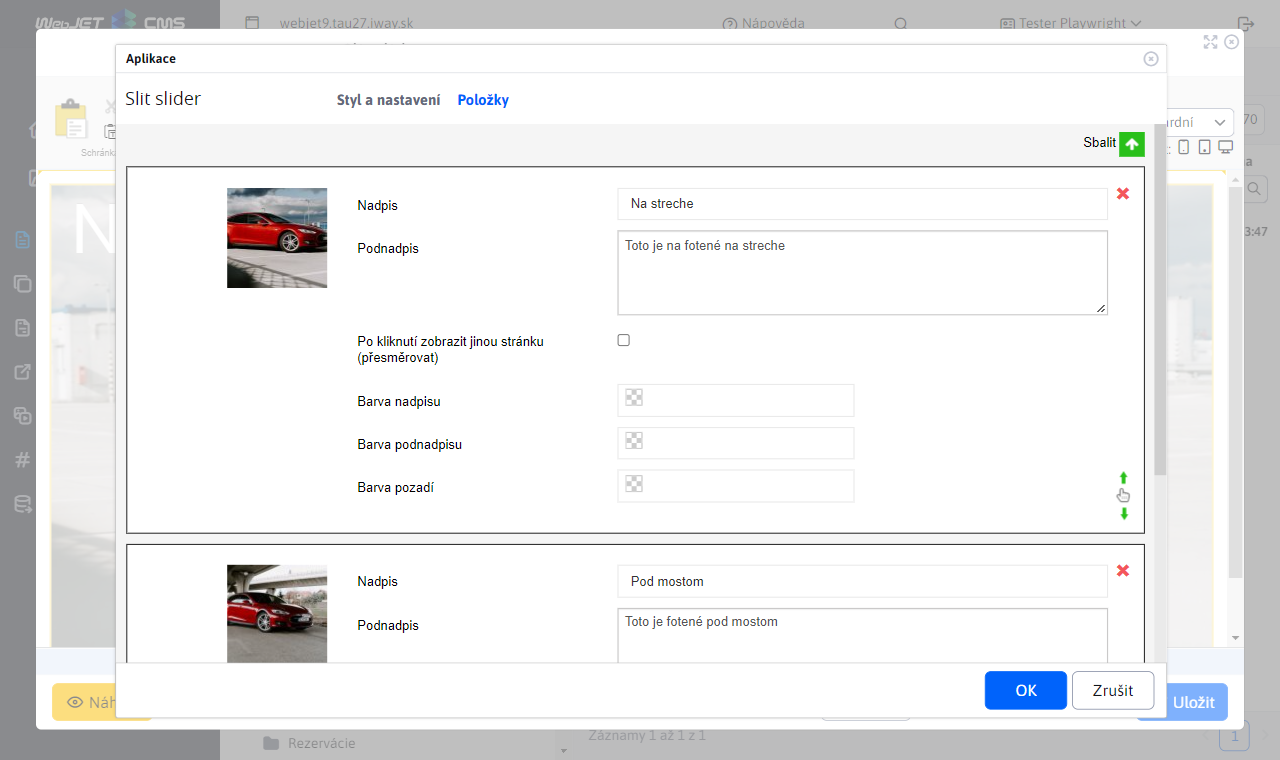 WebJET CMS
webjet9.tau27.iway.sk
Nápověda
Tester Playwright
Aplikace
Slit slider
Styl a nastavení
Položky
70
Schránka
Sbalit
Nadpis
Na streche
Podnadpis
Toto je na fotené na streche
3:47
Po kliknutí zobrazit jinou stránku
(přesměrovat)
Barva nadpisu
Barva podnadpisu
Barva pozadí
Nadpis
Pod mostom
Podnadpis
Toto je fotené pod mostom
OK
Zrušit
Uložit
Rezervácie
Záznamy 1 až 1 z 1
1